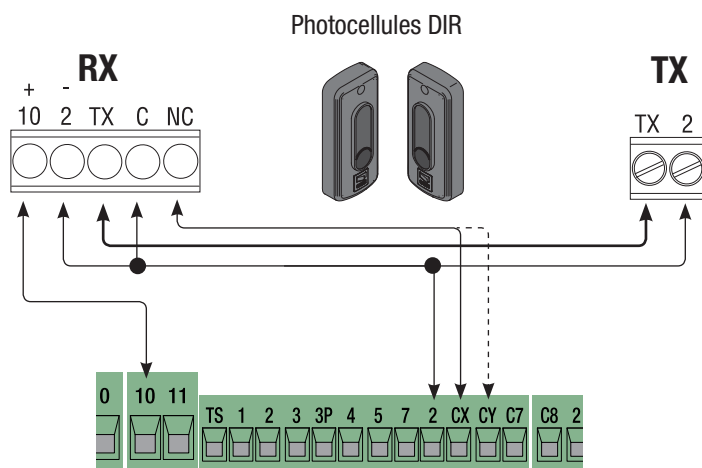 Photocellules DIR
RX
TX
+ -
10 2 TX C NC
TX 2
0 10 11
TS 1 2 3 3P 4 5 7 2 CX CY C7 C8 2